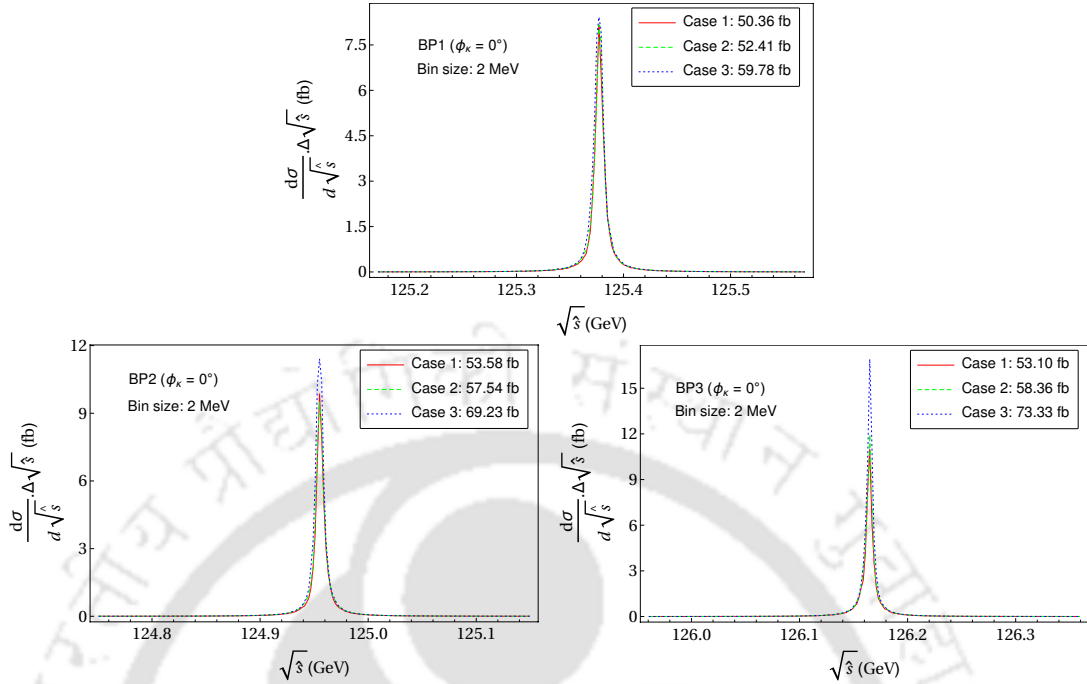 BP1 (ϕκ = 0°)
Bin size: 2 MeV
Case 1: 50.36 fb
Case 2: 52.41 fb
Case 3: 59.78 fb
dσ/d√ŝ .Δ√ŝ (fb)
7.5
6
4.5
3
1.5
0
125.2 125.3 125.4 125.5
√ŝ (GeV)
BP2 (ϕκ = 0°)
Bin size: 2 MeV
Case 1: 53.58 fb
Case 2: 57.54 fb
Case 3: 69.23 fb
dσ/d√ŝ .Δ√ŝ (fb)
12
9
6
3
0
124.8 124.9 125.0 125.1
√ŝ (GeV)
BP3 (ϕκ = 0°)
Bin size: 2 MeV
Case 1: 53.10 fb
Case 2: 58.36 fb
Case 3: 73.33 fb
dσ/d√ŝ .Δ√ŝ (fb)
15
12
9
6
3
0
126.0 126.1 126.2 126.3
√ŝ (GeV)